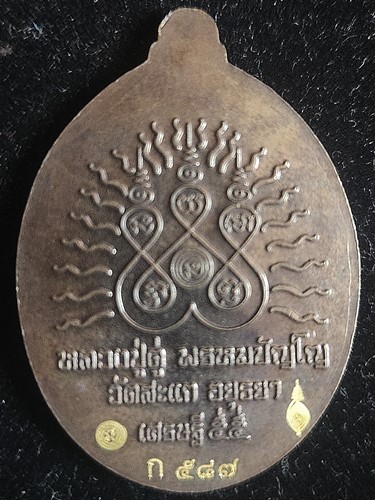 หลวงปู่ดู่ พรหมปัญโญ
วัดสะแก อยุธยา
เศรษฐี ๕๕
ก ๕๘๗